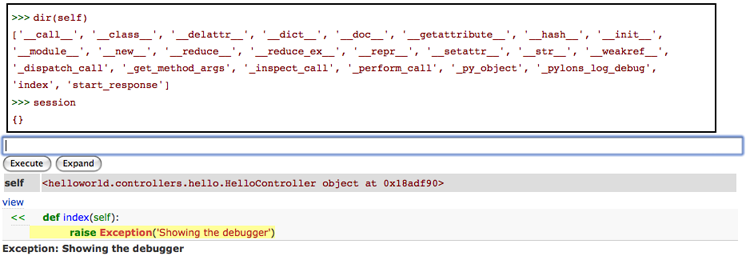 >>> dir(self)
['__call__', '__class__', '__delattr__', '__dict__', '__doc__', '__getattribute__', '__hash__', '__init__',
'__module__', '__new__', '__reduce__', '__reduce_ex__', '__repr__', '__setattr__', '__str__', '__weakref__',
'_dispatch_call', '_get_method_args', '_inspect_call', '_perform_call', '_py_object', '_pylons_log_debug',
'index', 'start_response']
>>> session
{}
Execute Expand
self <helloworld.controllers.hello.HelloController object at 0x18adf90>
view
<< def index(self):
raise Exception('Showing the debugger')
Exception: Showing the debugger